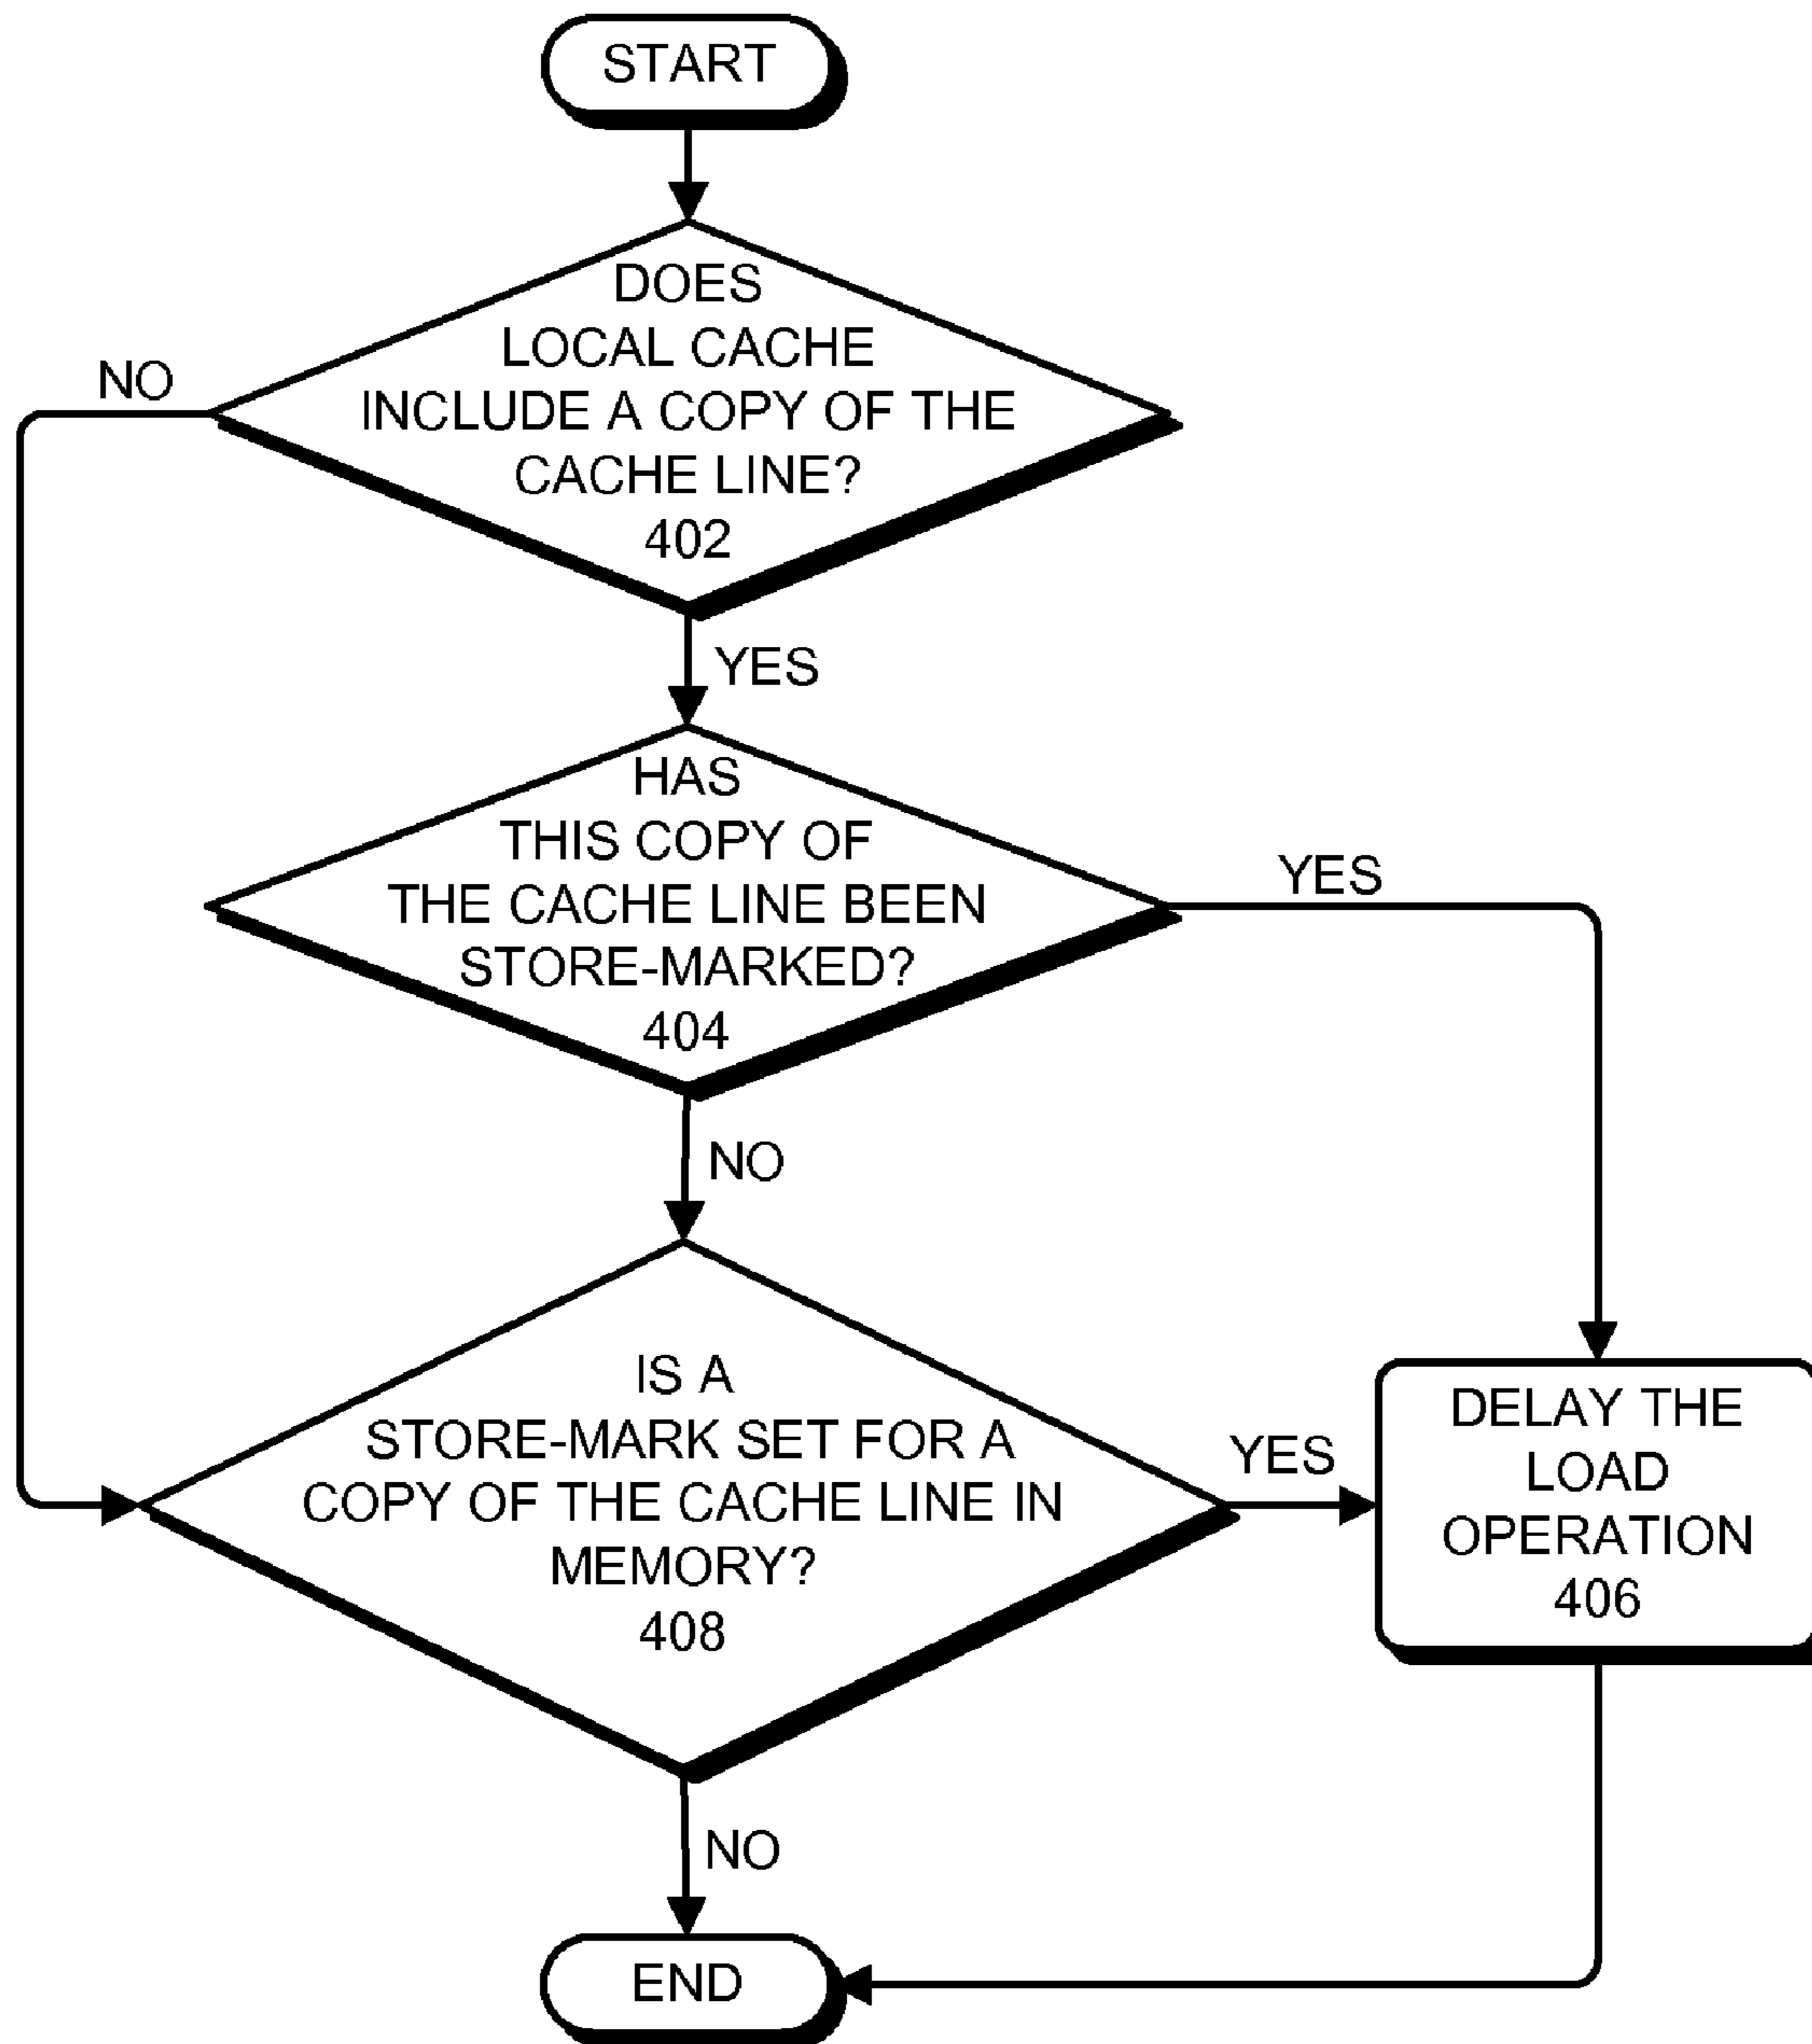 START
DOES
LOCAL CACHE
INCLUDE A COPY OF THE
CACHE LINE?
402
NO
YES
HAS
THIS COPY OF
THE CACHE LINE BEEN
STORE-MARKED?
404
YES
NO
IS A
STORE-MARK SET FOR A
COPY OF THE CACHE LINE IN
MEMORY?
408
YES
DELAY THE
LOAD
OPERATION
406
NO
END